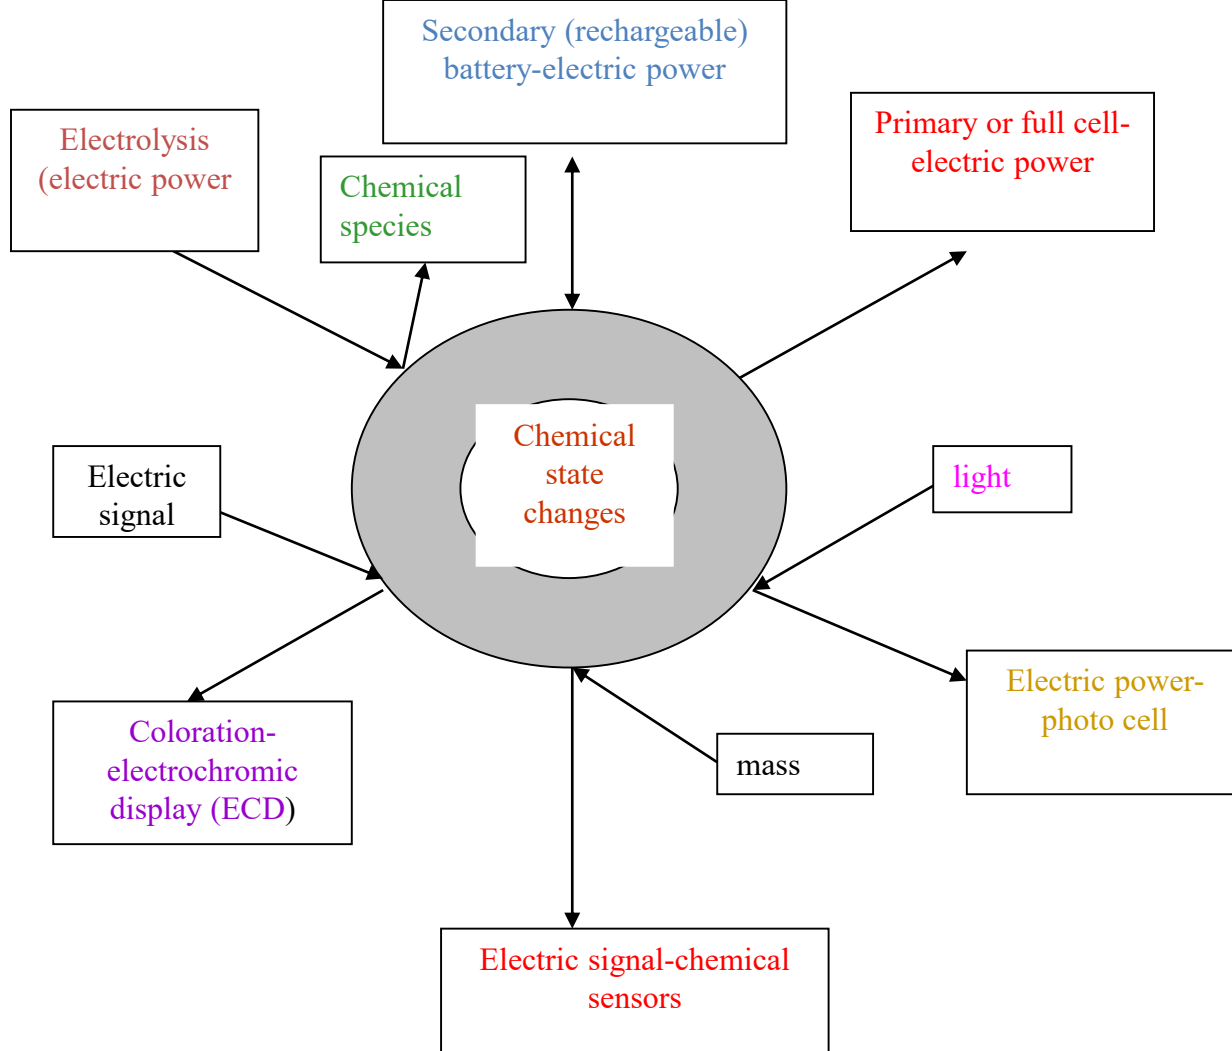 Secondary (rechargeable)
battery-electric power
Electrolysis
(electric power
Chemical
species
Primary or full cell-
electric power
Chemical
state
changes
Electric
signal
light
Coloration-
electrochromic
display (ECD)
mass
Electric power-
photo cell
Electric signal-chemical
sensors